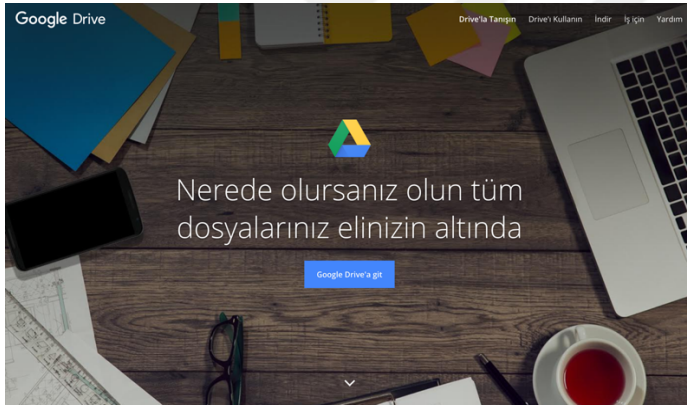 Google Drive
Drive'la Tanışın Drive'ı Kullanın İndir İş için Yardım
Nerede olursanız olun tüm
dosyalarınız elinizin altında
Google Drive'a git